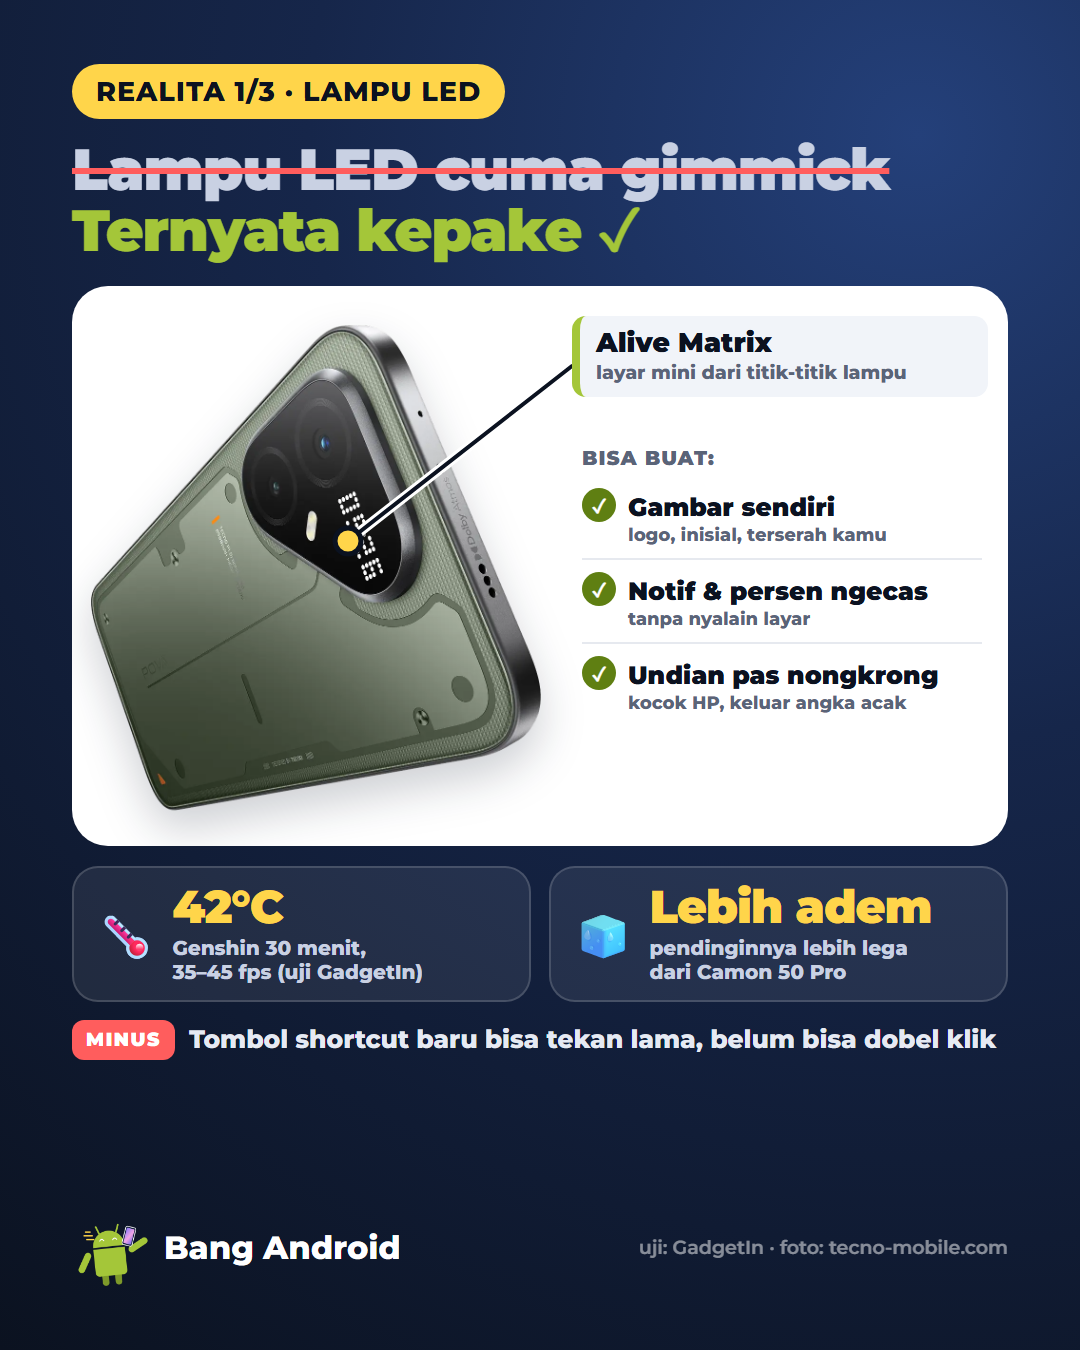 REALITA 1/3 · LAMPU LED
Lampu LED cuma gimmick
Ternyata kepake ✓
Alive Matrix
layar mini dari titik-titik lampu
BISA BUAT:
Gambar sendiri
logo, inisial, terserah kamu
Notif & persen ngecas
tanpa nyalain layar
Undian pas nongkrong
kocok HP, keluar angka acak
Dolby Atmos
42°C
Genshin 30 menit,
35–45 fps (uji GadgetIn)
Lebih adem
pendinginnya lebih lega
dari Camon 50 Pro
MINUS
Tombol shortcut baru bisa tekan lama, belum bisa dobel klik
Bang Android
uji: GadgetIn · foto: tecno-mobile.com